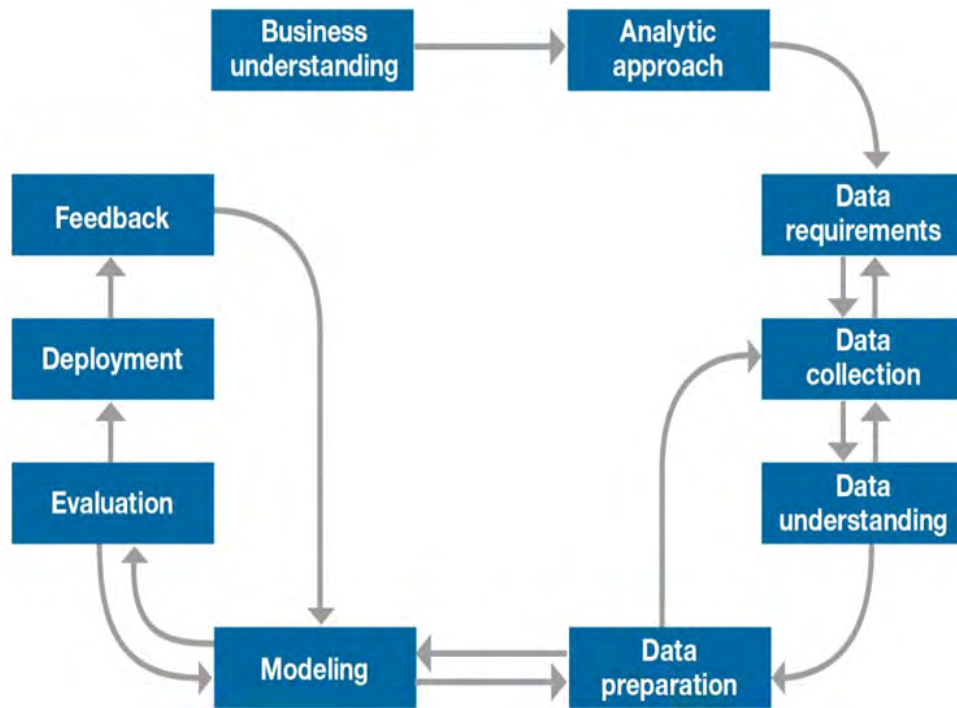 Business
understanding
Analytic
approach
Data
requirements
Data
collection
Data
understanding
Data
preparation
Modeling
Evaluation
Deployment
Feedback